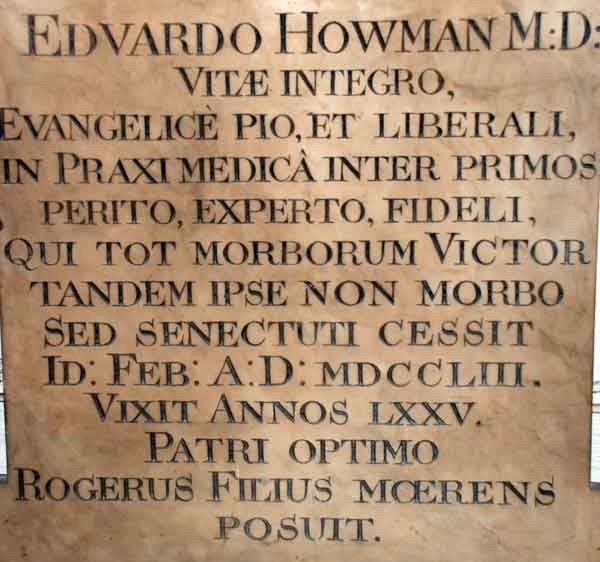 EDVARDO HOWMAN M:D:
VITÆ INTEGRO,
EVANGELICÈ PIO, ET LIBERALI,
IN PRAXI MEDICÂ INTER PRIMOS
PERITO, EXPERTO, FIDELI,
QUI TOT MORBORUM VICTOR
TANDEM IPSE NON MORBO
SED SENECTUTI CESSIT
ID: FEB: A:D: MDCCLIII.
VIXIT ANNOS LXXV.
PATRI OPTIMO
ROGERUS FILIUS MŒRENS
POSUIT.